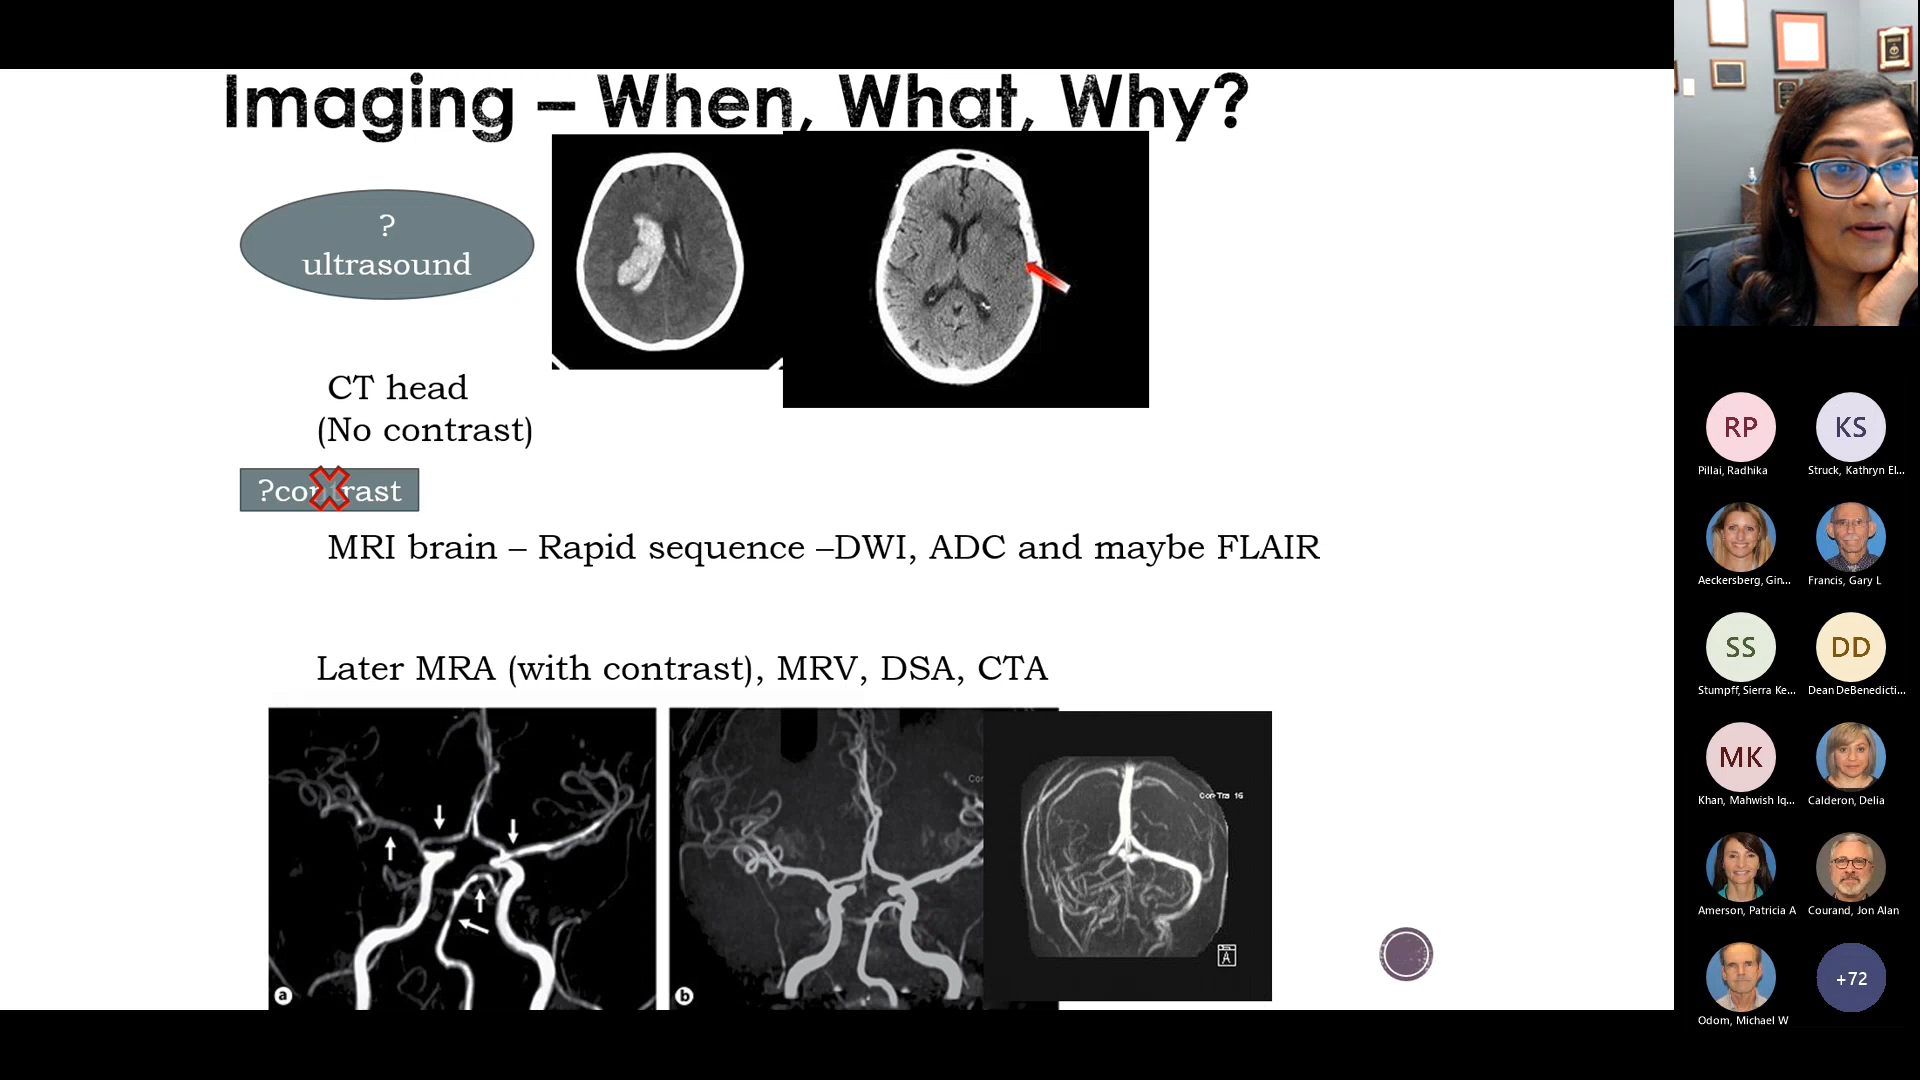 Imaging – When, What, Why?
?
ultrasound
CT head
(No contrast)
?contrast
MRI brain – Rapid sequence –DWI, ADC and maybe FLAIR
Later MRA (with contrast), MRV, DSA, CTA
Con-Tra 16
A
a
b
RP
Pillai, Radhika
KS
Struck, Kathryn El...
Aeckersberg, Gin...
Francis, Gary L
SS
Stumpff, Sierra Ke...
DD
Dean DeBenedicti...
MK
Khan, Mahwish Iq...
Calderon, Delia
Amerson, Patricia A
Courand, Jon Alan
Odom, Michael W
+72